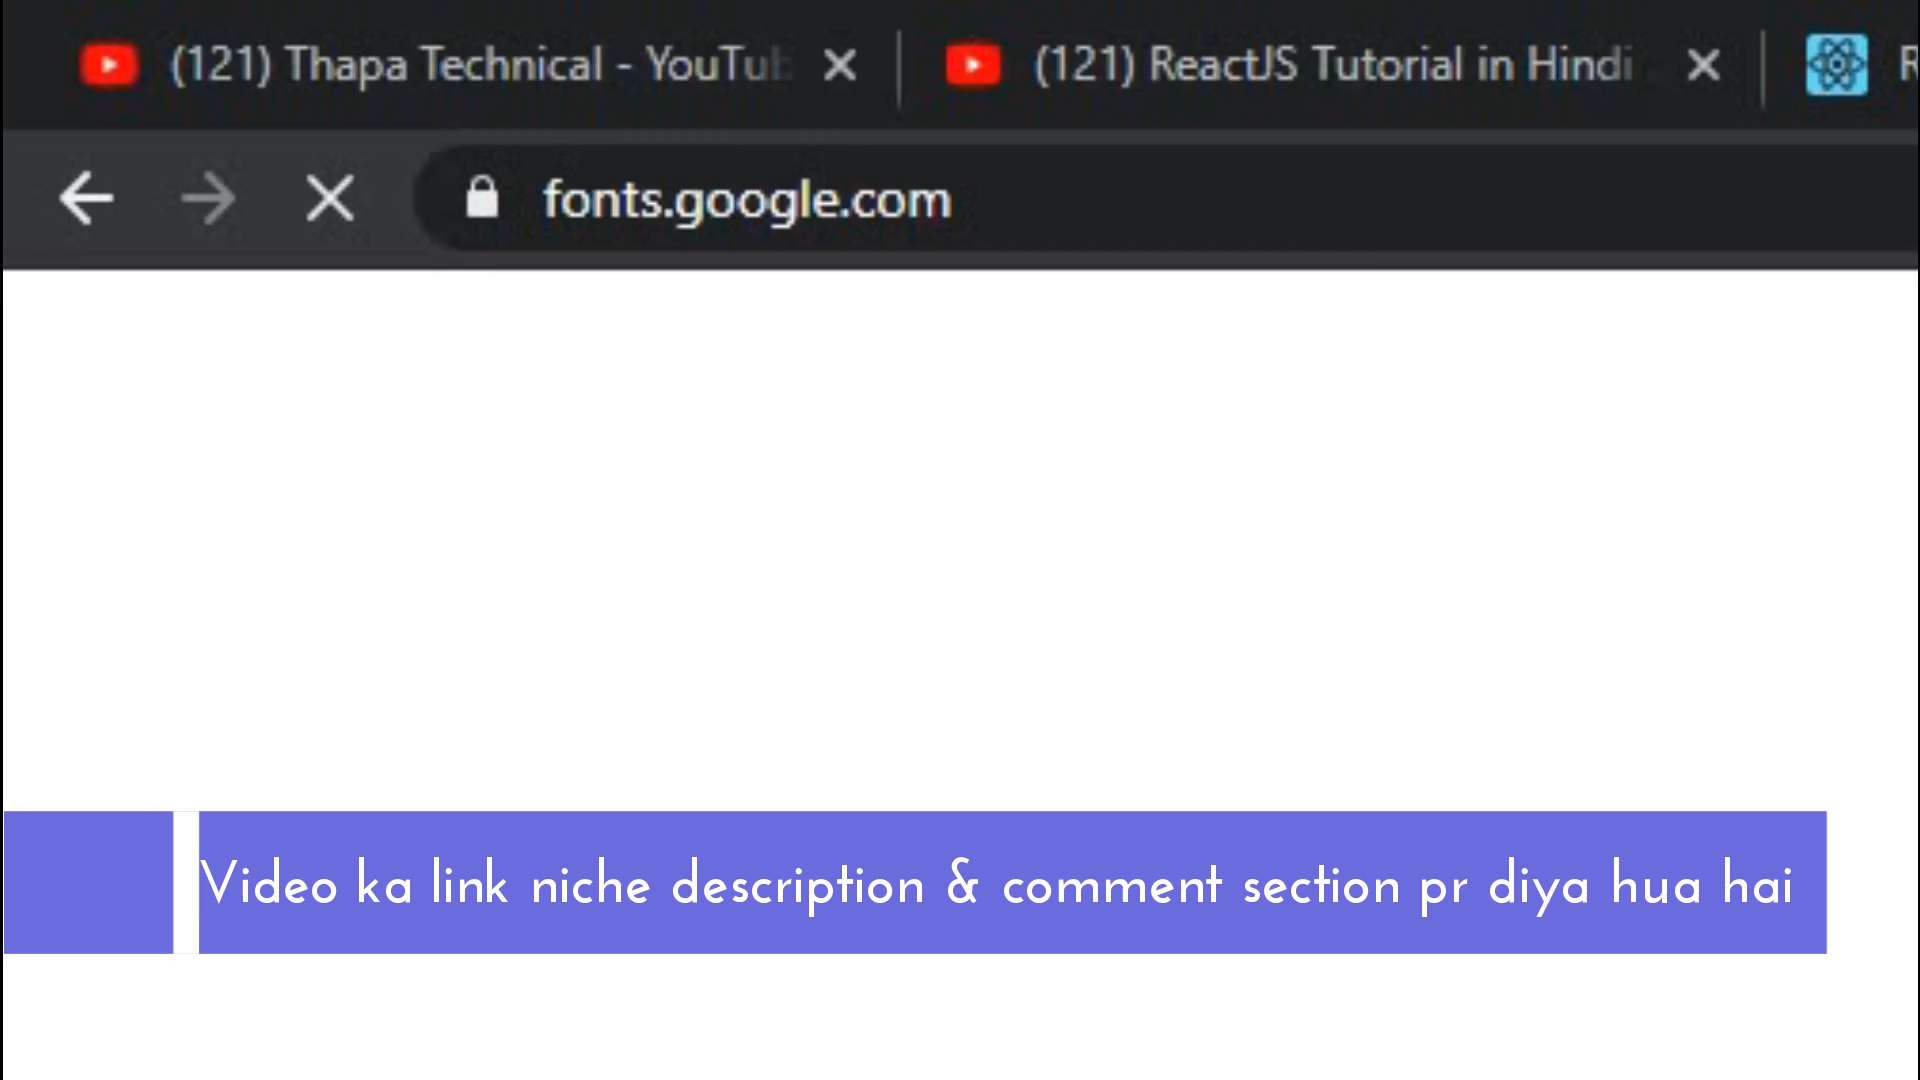 (121) Thapa Technical - YouTub
(121) ReactJS Tutorial in Hindi
R
fonts.google.com
Video ka link niche description & comment section pr diya hua hai